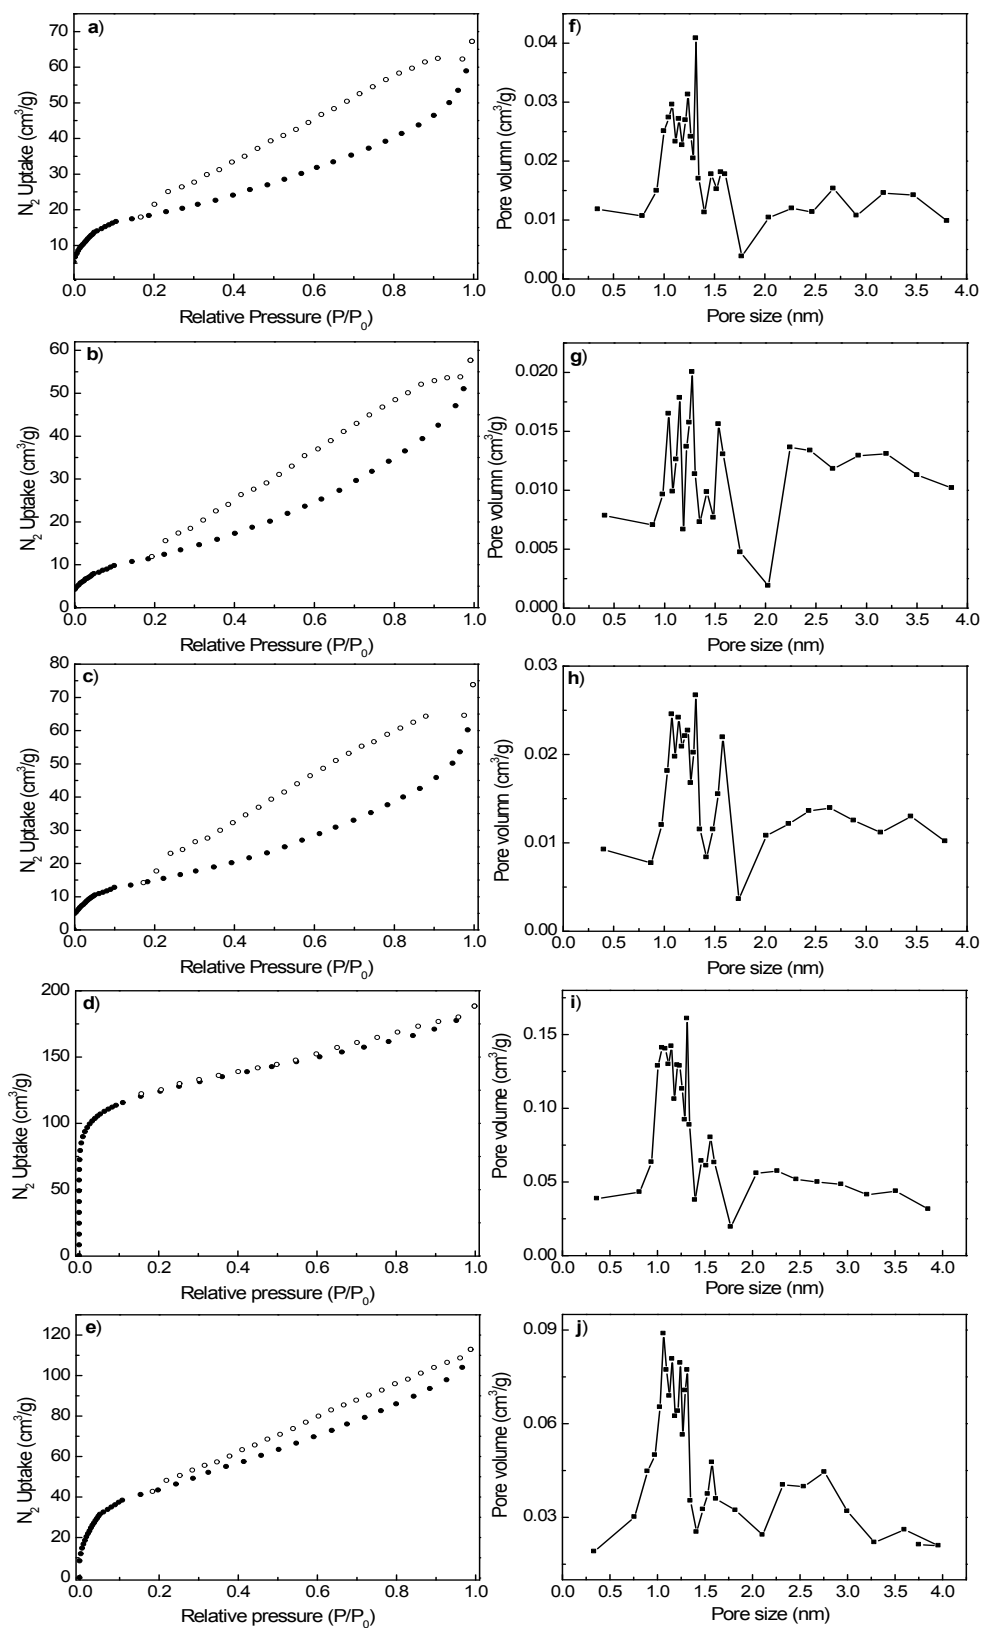 a)
70
60
50
40
30
20
10
N2 Uptake (cm3/g)
0.0 0.2 0.4 0.6 0.8 1.0
Relative Pressure (P/P0)
f)
0.04
0.03
0.02
0.01
0.00
Pore volumn (cm3/g)
0.0 0.5 1.0 1.5 2.0 2.5 3.0 3.5 4.0
Pore size (nm)
b)
60
50
40
30
20
10
0
N2 Uptake (cm3/g)
0.0 0.2 0.4 0.6 0.8 1.0
Relative Pressure (P/P0)
g)
0.020
0.015
0.010
0.005
0.000
Pore volumn (cm3/g)
0.0 0.5 1.0 1.5 2.0 2.5 3.0 3.5 4.0
Pore size (nm)
c)
80
70
60
50
40
30
20
10
0
N2 Uptake (cm3/g)
0.0 0.2 0.4 0.6 0.8 1.0
Relative Pressure (P/P0)
h)
0.03
0.02
0.01
0.00
Pore volumn (cm3/g)
0.0 0.5 1.0 1.5 2.0 2.5 3.0 3.5 4.0
Pore size (nm)
d)
200
150
100
50
0
N2 Uptake (cm3/g)
0.0 0.2 0.4 0.6 0.8 1.0
Relative pressure (P/P0)
i)
0.15
0.10
0.05
0.00
Pore volume (cm3/g)
0.0 0.5 1.0 1.5 2.0 2.5 3.0 3.5 4.0
Pore size (nm)
e)
120
100
80
60
40
20
0
N2 Uptake (cm3/g)
0.0 0.2 0.4 0.6 0.8 1.0
Relative pressure (P/P0)
j)
0.09
0.06
0.03
Pore volume (cm3/g)
0.0 0.5 1.0 1.5 2.0 2.5 3.0 3.5 4.0
Pore size (nm)